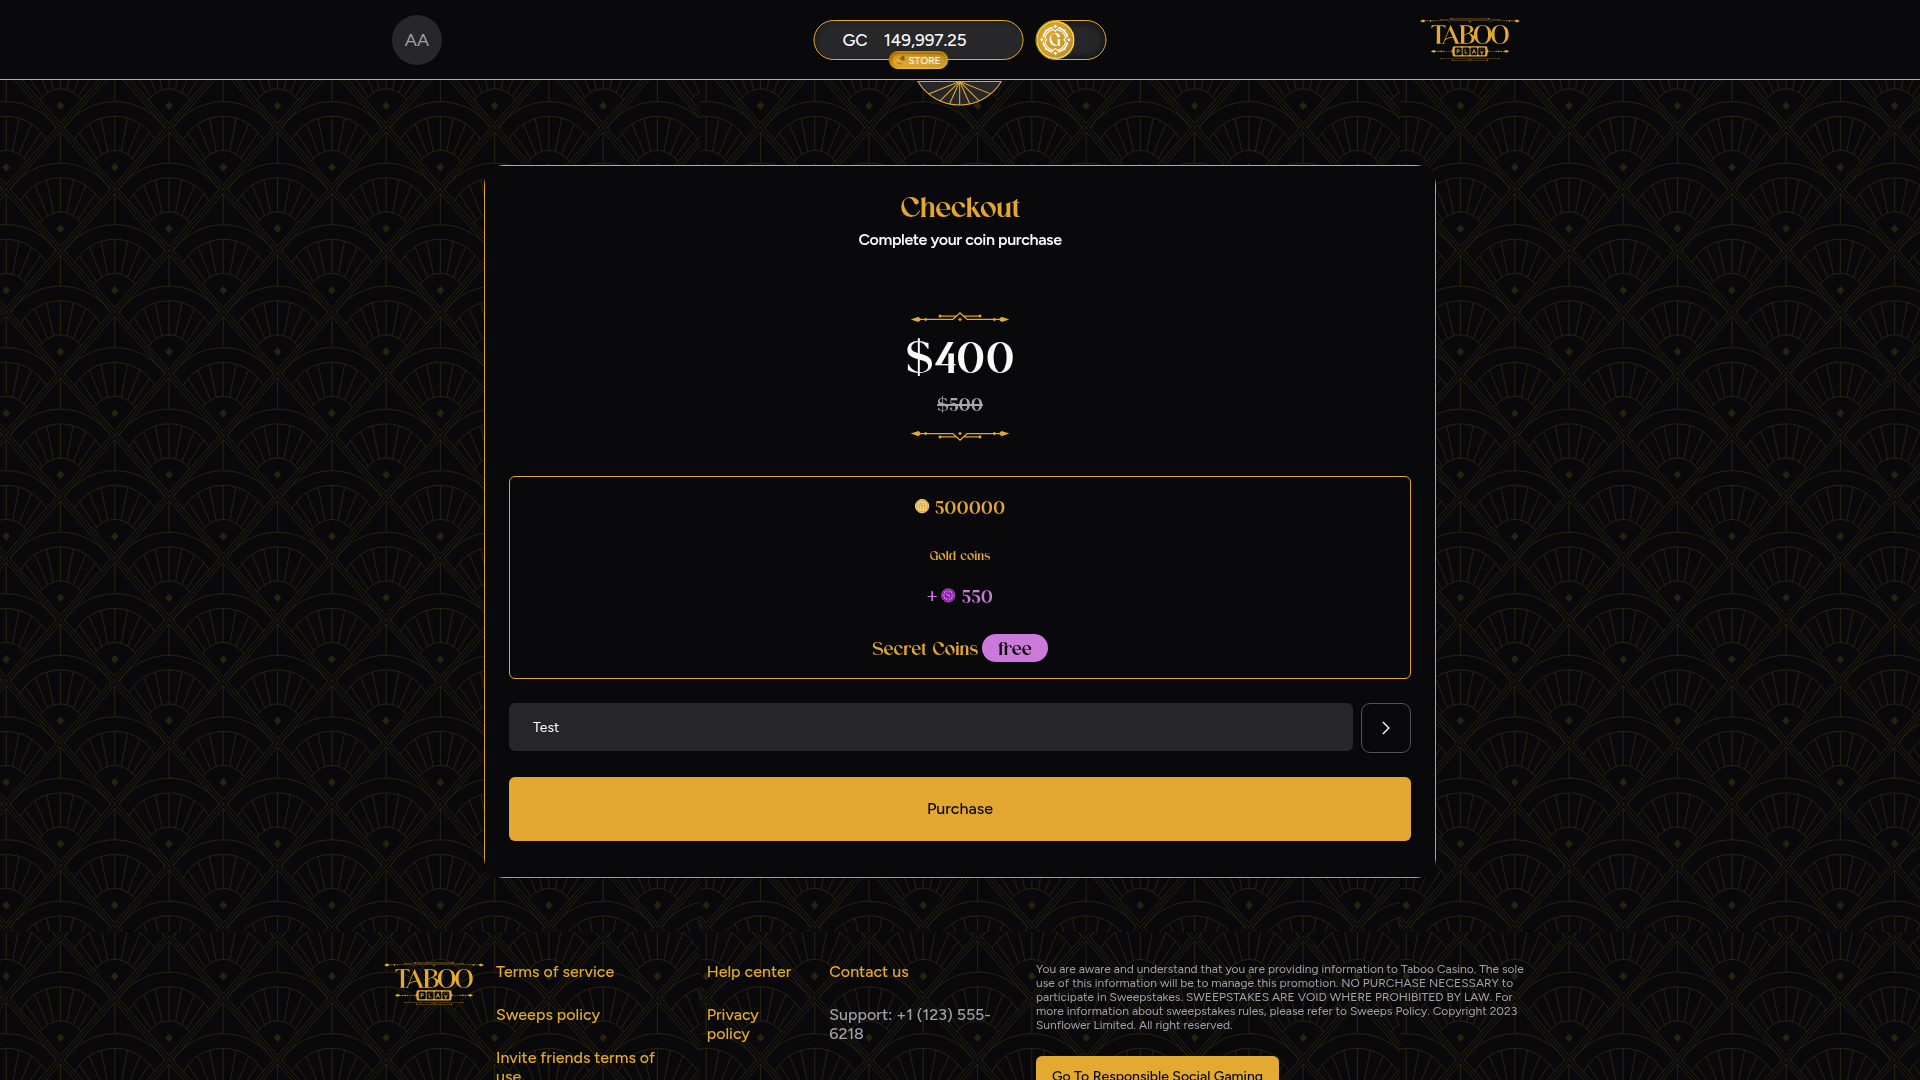 AA
GC 149,997.25
STORE
G
TABOO
PLAY
Checkout
Complete your coin purchase
$400
$500
500000
Gold coins
+ 550
Secret Coins free
Test
Purchase
TABOO
PLAY
Terms of service
Sweeps policy
Invite friends terms of
use
Help center
Privacy
policy
Contact us
Support: +1 (123) 555-
6218
You are aware and understand that you are providing information to Taboo Casino. The sole
use of this information will be to manage this promotion. NO PURCHASE NECESSARY to
participate in Sweepstakes. SWEEPSTAKES ARE VOID WHERE PROHIBITED BY LAW. For
more information about sweepstakes rules, please refer to Sweeps Policy. Copyright 2023
Sunflower Limited. All right reserved.
Go To Responsible Social Gaming